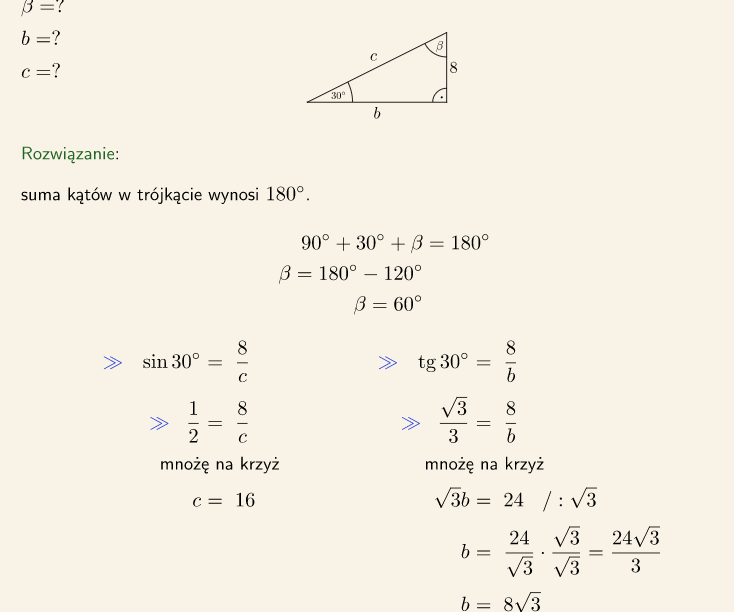 β =?
b =?
c =?
c
β
8
30°
b
Rozwiązanie:
suma kątów w trójkącie wynosi 180°.
90° + 30° + β = 180°
β = 180° − 120°
β = 60°
≫ sin 30° = 8/c ≫ tg 30° = 8/b
≫ 1/2 = 8/c ≫ √3/3 = 8/b
mnożę na krzyż mnożę na krzyż
c = 16 √3b = 24 / : √3
b = 24/√3 · √3/√3 = 24√3/3
b = 8√3